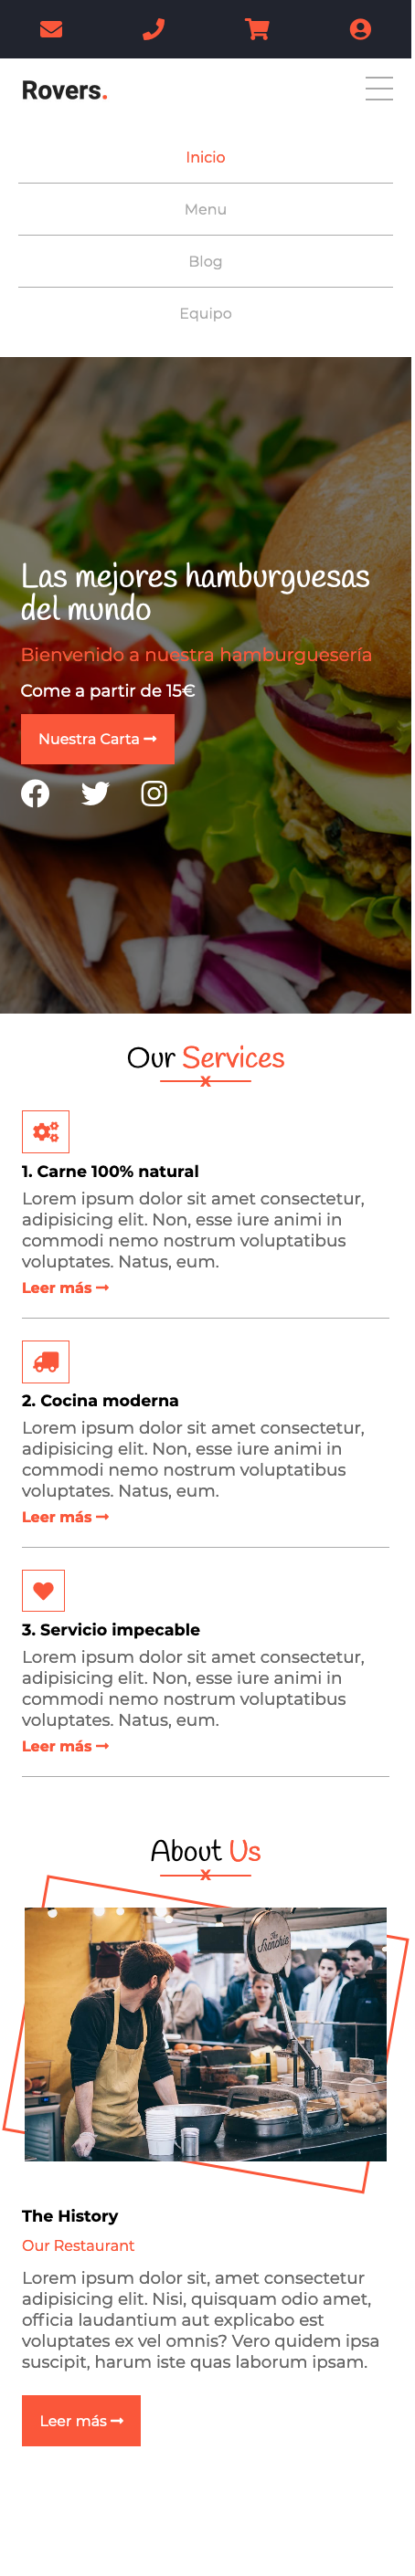 Rovers.
Inicio
Menu
Blog
Equipo
Las mejores hamburguesas
del mundo
Bienvenido a nuestra hamburguesería
Come a partir de 15€
Nuestra Carta
Our Services
x
1. Carne 100% natural
Lorem ipsum dolor sit amet consectetur,
adipisicing elit. Non, esse iure animi in
commodi nemo nostrum voluptatibus
voluptates. Natus, eum.
Leer más
2. Cocina moderna
Lorem ipsum dolor sit amet consectetur,
adipisicing elit. Non, esse iure animi in
commodi nemo nostrum voluptatibus
voluptates. Natus, eum.
Leer más
3. Servicio impecable
Lorem ipsum dolor sit amet consectetur,
adipisicing elit. Non, esse iure animi in
commodi nemo nostrum voluptatibus
voluptates. Natus, eum.
Leer más
About Us
x
The
Frenchie
The History
Our Restaurant
Lorem ipsum dolor sit, amet consectetur
adipisicing elit. Nisi, quisquam odio amet,
officia laudantium aut explicabo est
voluptates ex vel omnis? Vero quidem ipsa
suscipit, harum iste quas laborum ipsam.
Leer más